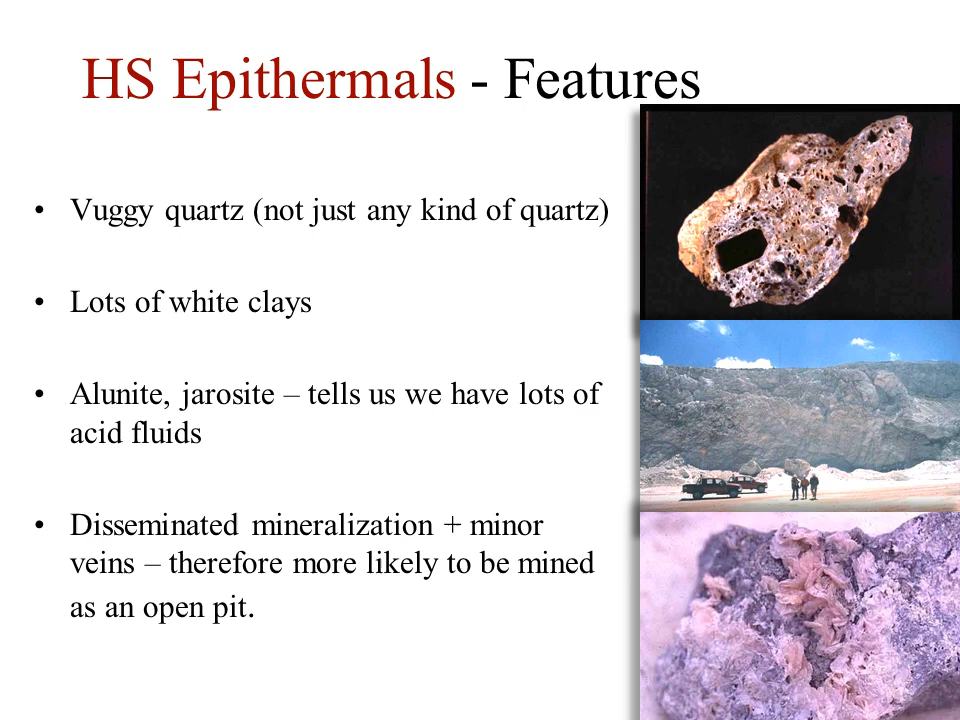 HS Epithermals - Features
• Vuggy quartz (not just any kind of quartz)
• Lots of white clays
• Alunite, jarosite – tells us we have lots of
acid fluids
• Disseminated mineralization + minor
veins – therefore more likely to be mined
as an open pit.